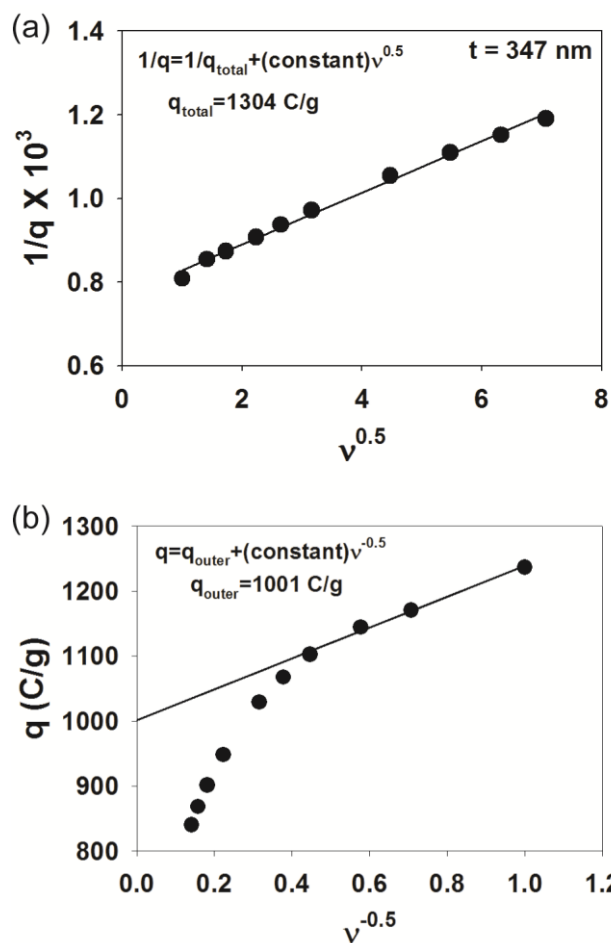 (a)
1/q=1/q_total+(constant)ν^0.5
t = 347 nm
q_total=1304 C/g
1/q X 10^3
1.4
1.2
1.0
0.8
0.6
0 2 4 6 8
ν^0.5
(b)
q=q_outer+(constant)ν^-0.5
q_outer=1001 C/g
q (C/g)
1300
1200
1100
1000
900
800
0.0 0.2 0.4 0.6 0.8 1.0 1.2
ν^-0.5